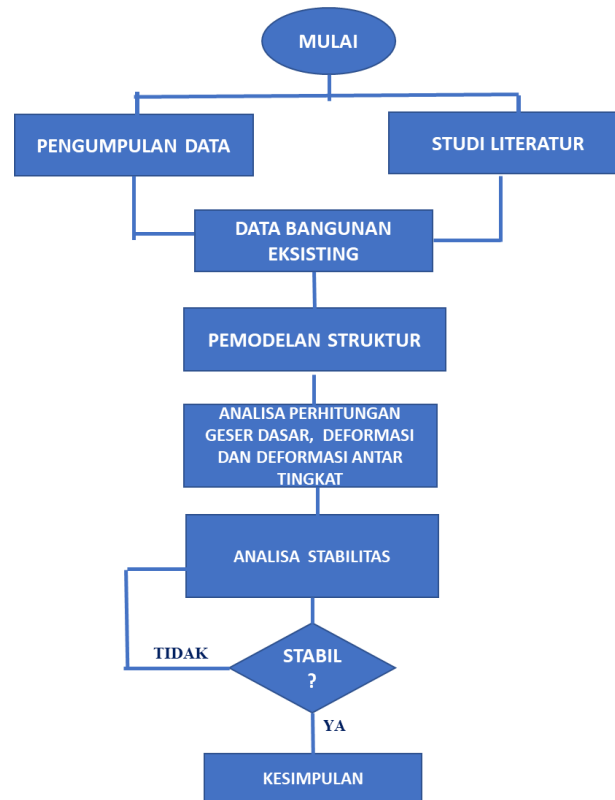 MULAI
PENGUMPULAN DATA
STUDI LITERATUR
DATA BANGUNAN
EKSISTING
PEMODELAN STRUKTUR
ANALISA PERHITUNGAN
GESER DASAR, DEFORMASI
DAN DEFORMASI ANTAR
TINGKAT
ANALISA STABILITAS
TIDAK
STABIL
?
YA
KESIMPULAN